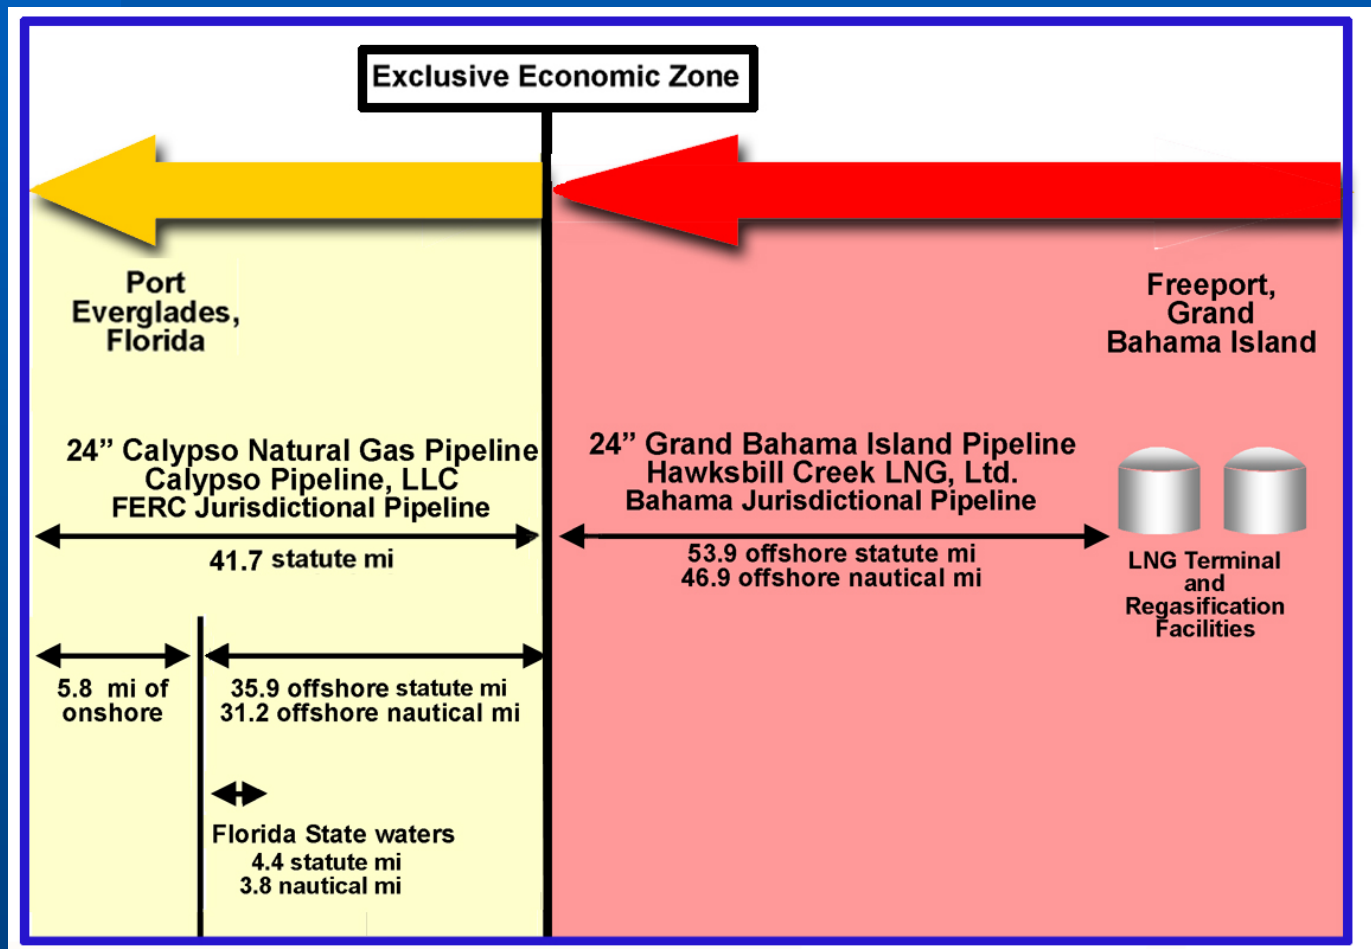 Exclusive Economic Zone
Port
Everglades,
Florida
Freeport,
Grand
Bahama Island
24” Calypso Natural Gas Pipeline
Calypso Pipeline, LLC
FERC Jurisdictional Pipeline
41.7 statute mi
24” Grand Bahama Island Pipeline
Hawksbill Creek LNG, Ltd.
Bahama Jurisdictional Pipeline
53.9 offshore statute mi
46.9 offshore nautical mi
LNG Terminal
and
Regasification
Facilities
5.8 mi of
onshore
35.9 offshore statute mi
31.2 offshore nautical mi
Florida State waters
4.4 statute mi
3.8 nautical mi